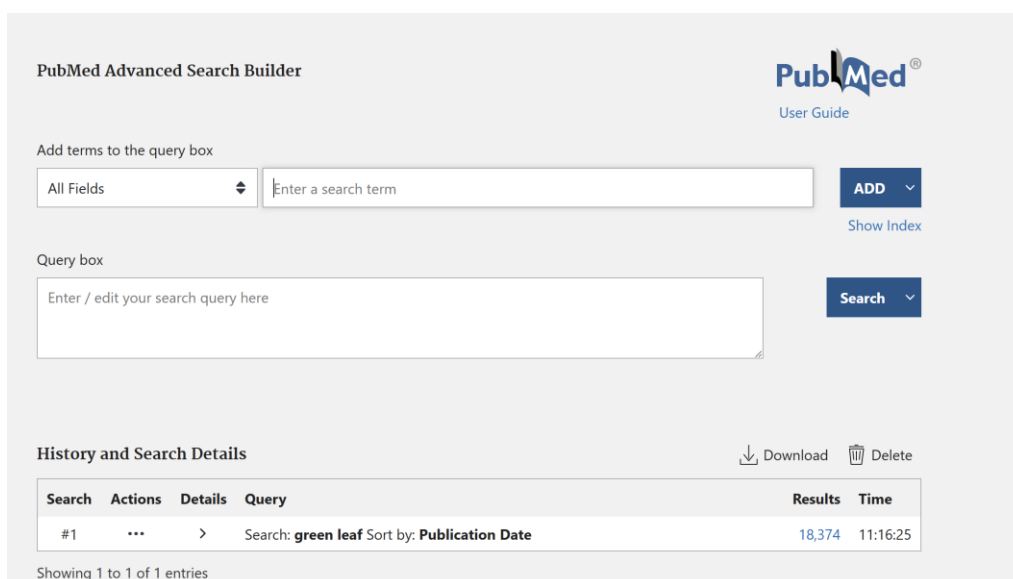 PubMed Advanced Search Builder
PubMed®
User Guide
Add terms to the query box
All Fields
Enter a search term
ADD
Show Index
Query box
Enter / edit your search query here
Search
History and Search Details
Download Delete
Search Actions Details Query Results Time
#1 ••• Search: green leaf Sort by: Publication Date 18,374 11:16:25
Showing 1 to 1 of 1 entries